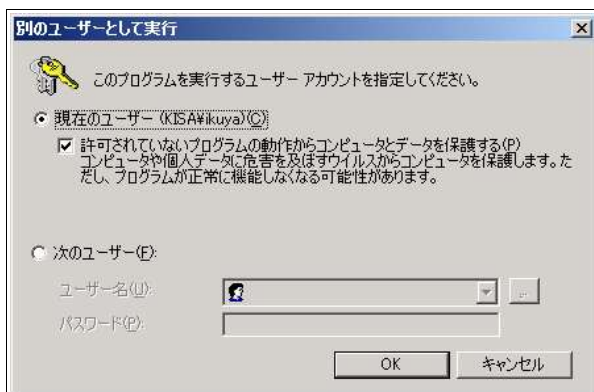 別のユーザーとして実行
このプログラムを実行するユーザー アカウントを指定してください。
現在のユーザー (KISA¥ikuya)(C)
許可されていないプログラムの動作からコンピュータとデータを保護する(P)
コンピュータや個人データに危害を及ぼすウイルスからコンピュータを保護します。た
だし、プログラムが正常に機能しなくなる可能性があります。
次のユーザー(F):
ユーザー名(U):
...
パスワード(P):
OK
キャンセル